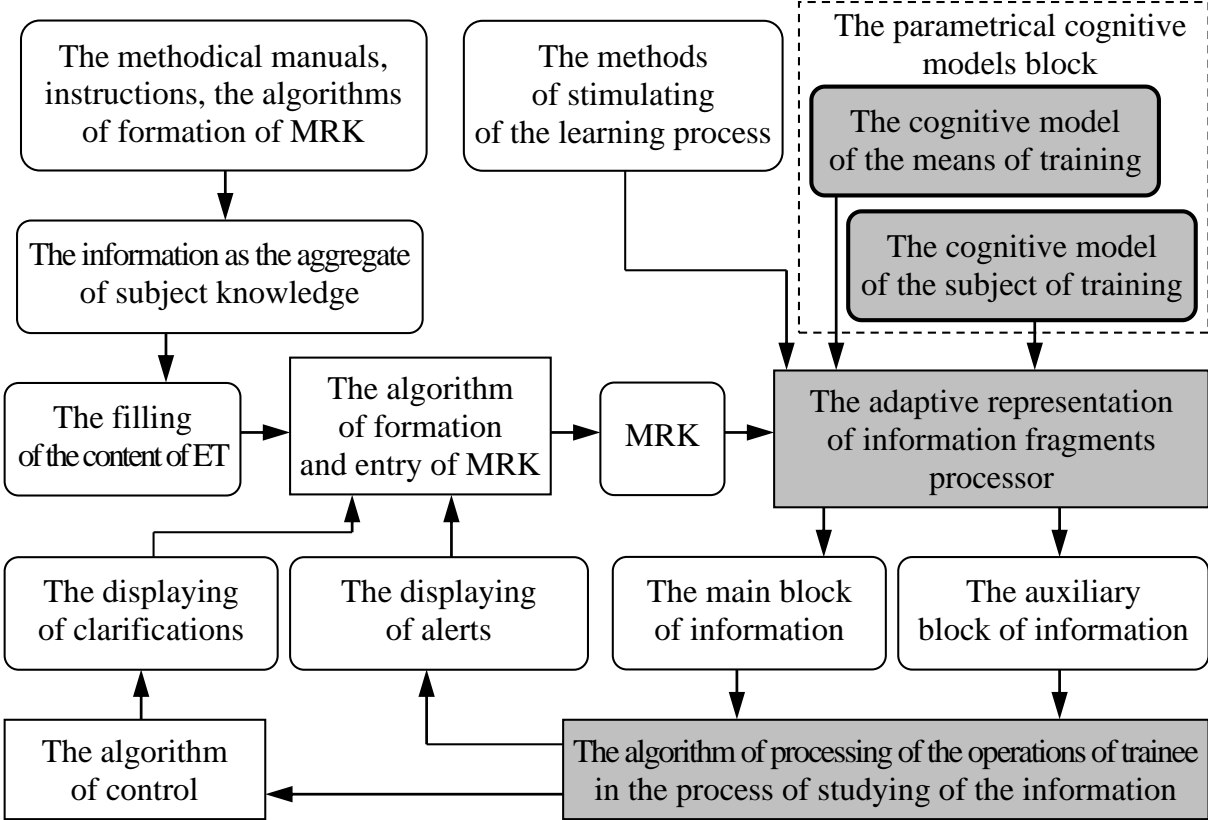 The methodical manuals,
instructions, the algorithms
of formation of MRK
The methods
of stimulating
of the learning process
The parametrical cognitive
models block
The cognitive model
of the means of training
The information as the aggregate
of subject knowledge
The cognitive model
of the subject of training
The filling
of the content of ET
The algorithm
of formation
and entry of MRK
MRK
The adaptive representation
of information fragments
processor
The displaying
of clarifications
The displaying
of alerts
The main block
of information
The auxiliary
block of information
The algorithm
of control
The algorithm of processing of the operations of trainee
in the process of studying of the information